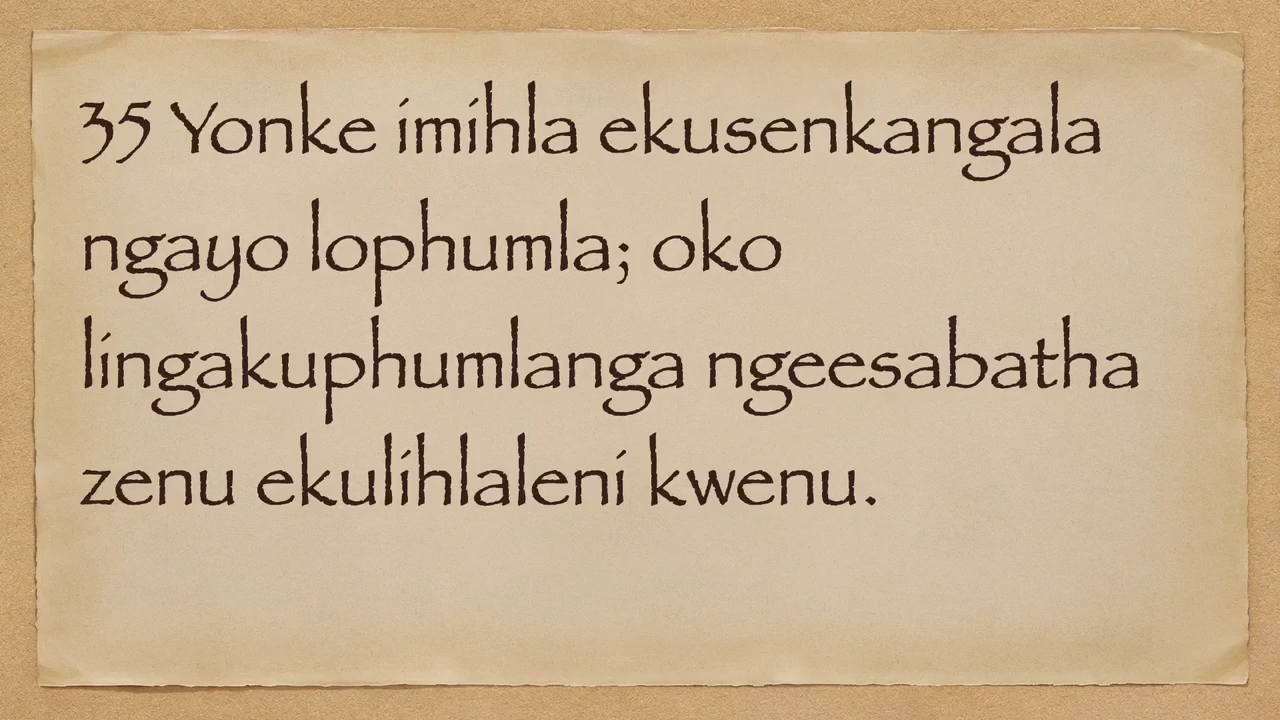 35 Yonke imihla ekusenkangala
ngayo lophumla; oko
lingakuphumlanga ngeesabatha
zenu ekulihlaleni kwenu.